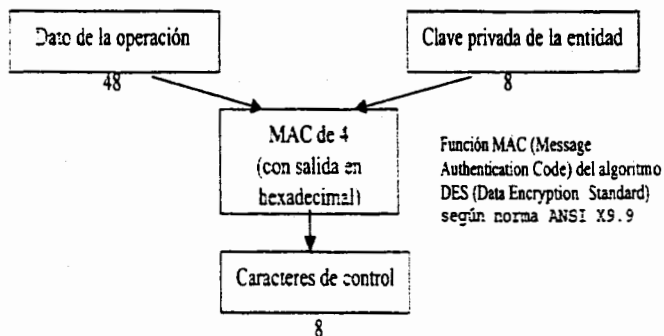 Dato de la operación
Clave privada de la entidad
48
8
MAC de 4
(con salida en
hexadecimal)
Función MAC (Message
Authentication Code) del algoritmo
DES (Data Encryption Standard)
según norma ANSI X9.9
Caracteres de control
8